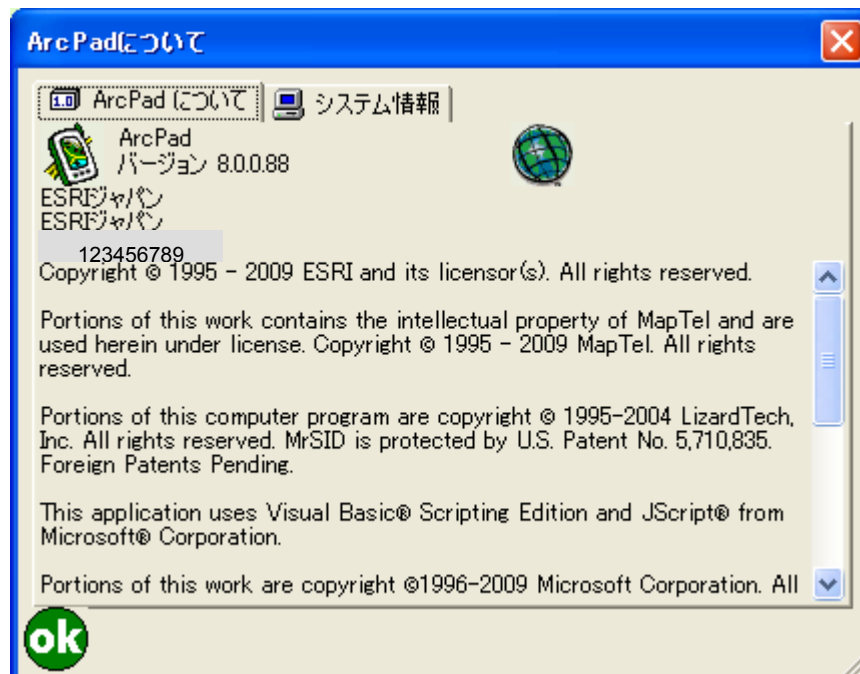 ArcPadについて
1.0 ArcPad について システム情報
ArcPad
バージョン 8.0.0.88
ESRIジャパン
ESRIジャパン
123456789
Copyright © 1995 - 2009 ESRI and its licensor(s). All rights reserved.
Portions of this work contains the intellectual property of MapTel and are
used herein under license. Copyright © 1995 - 2009 MapTel. All rights
reserved.
Portions of this computer program are copyright © 1995-2004 LizardTech,
Inc. All rights reserved. MrSID is protected by U.S. Patent No. 5,710,835.
Foreign Patents Pending.
This application uses Visual Basic® Scripting Edition and JScript® from
Microsoft® Corporation.
Portions of this work are copyright ©1996-2009 Microsoft Corporation. All
ok